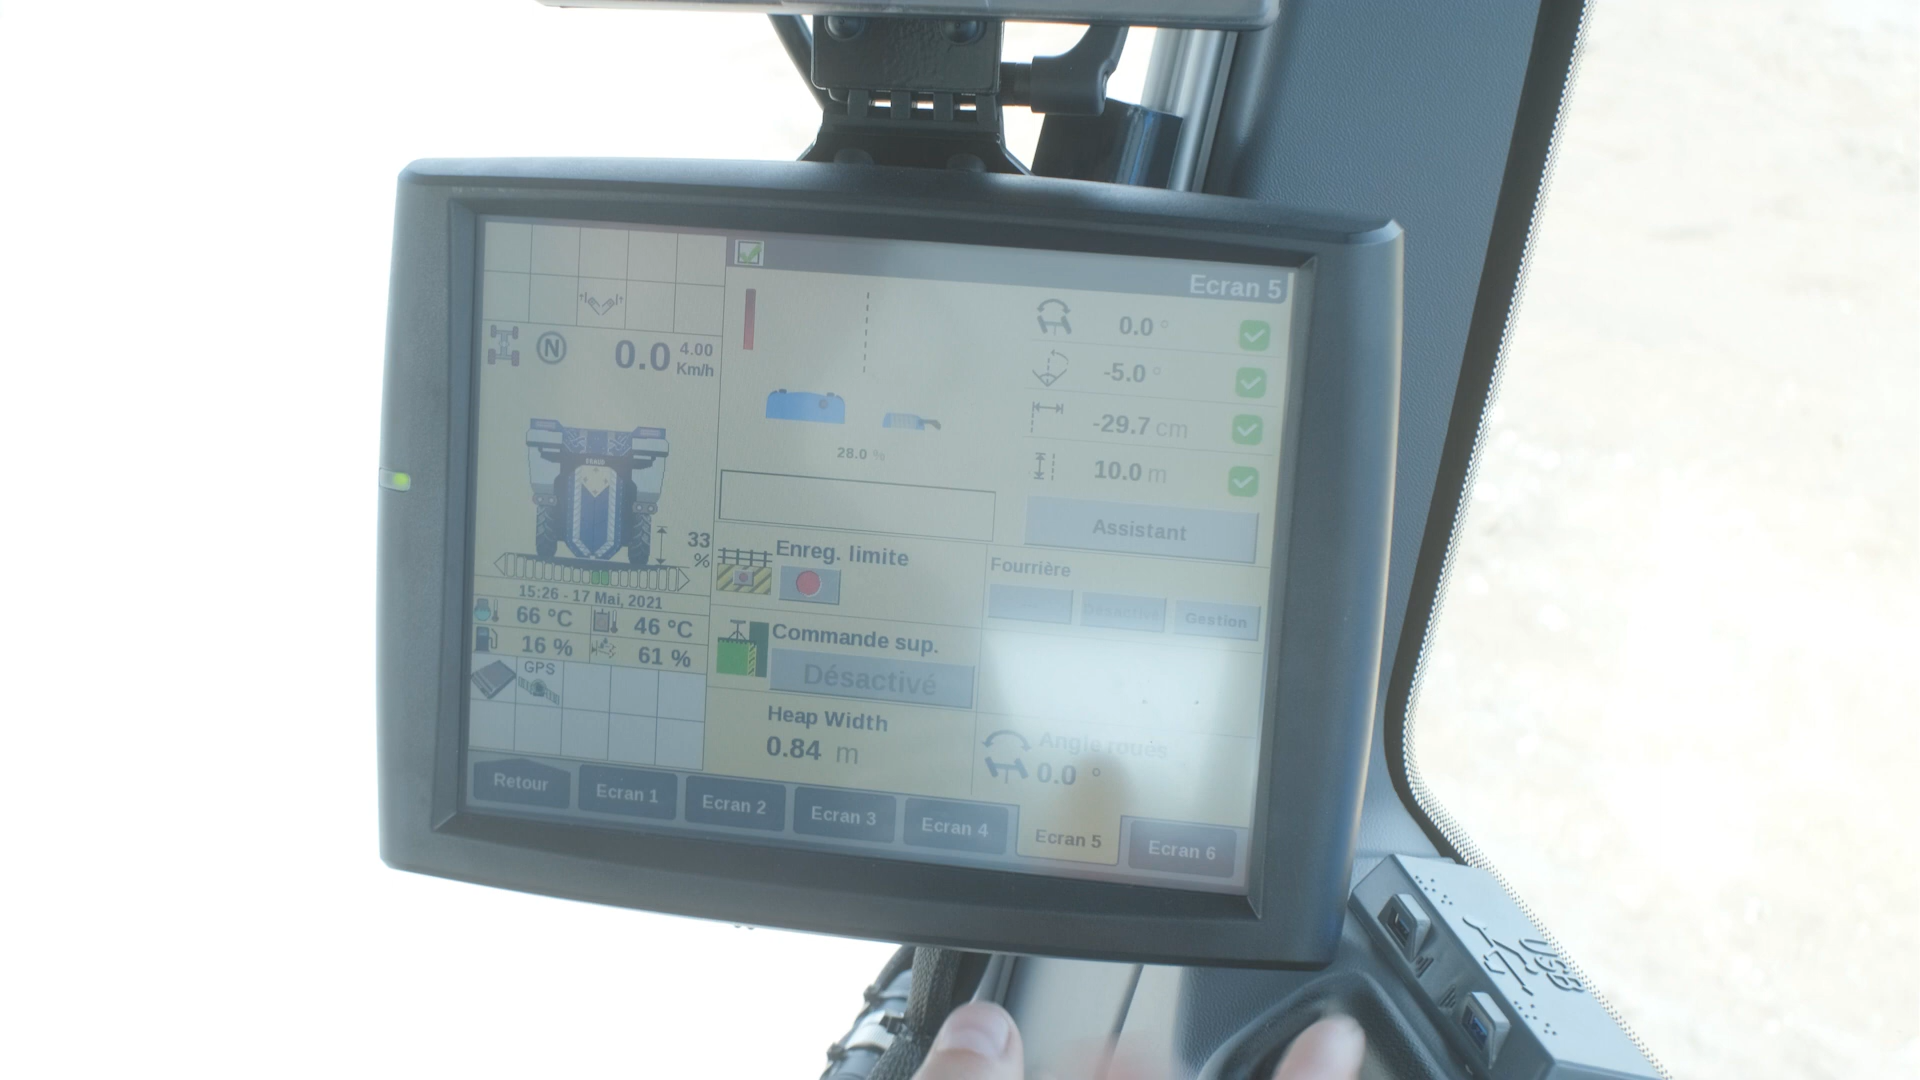 Ecran 5
N
0.0
4.00
Km/h
0.0 °
-5.0 °
-29.7 cm
10.0 m
28.0 %
Assistant
33
%
15:26 - 17 Mai, 2021
66 °C
46 °C
16 %
61 %
GPS
Enreg. limite
Fourrière
Gestion
Commande sup.
Désactivé
Heap Width
0.84 m
Angle roues
0.0 °
Retour
Ecran 1
Ecran 2
Ecran 3
Ecran 4
Ecran 5
Ecran 6
USB